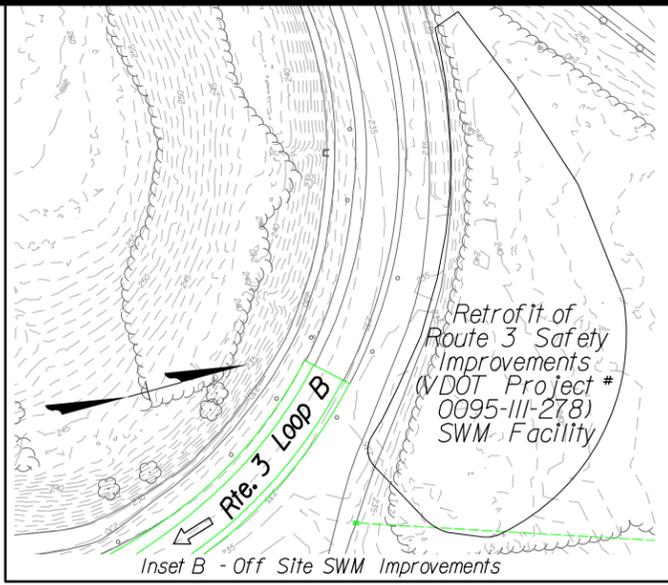 Retrofit of
Route 3 Safety
Improvements
(VDOT Project #
0095-111-278)
SWM Facility
Rte. 3 Loop B
Inset B - Off Site SWM Improvements